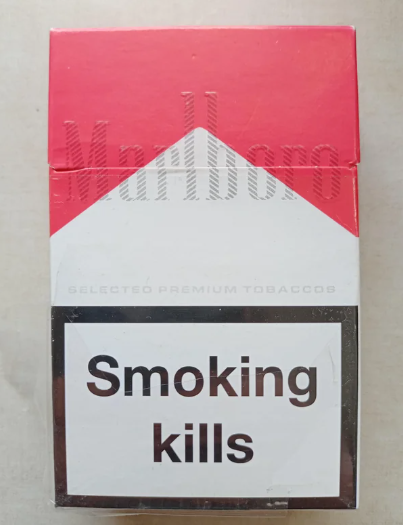 Marlboro
SELECTED PREMIUM TOBACCOS
Smoking
kills